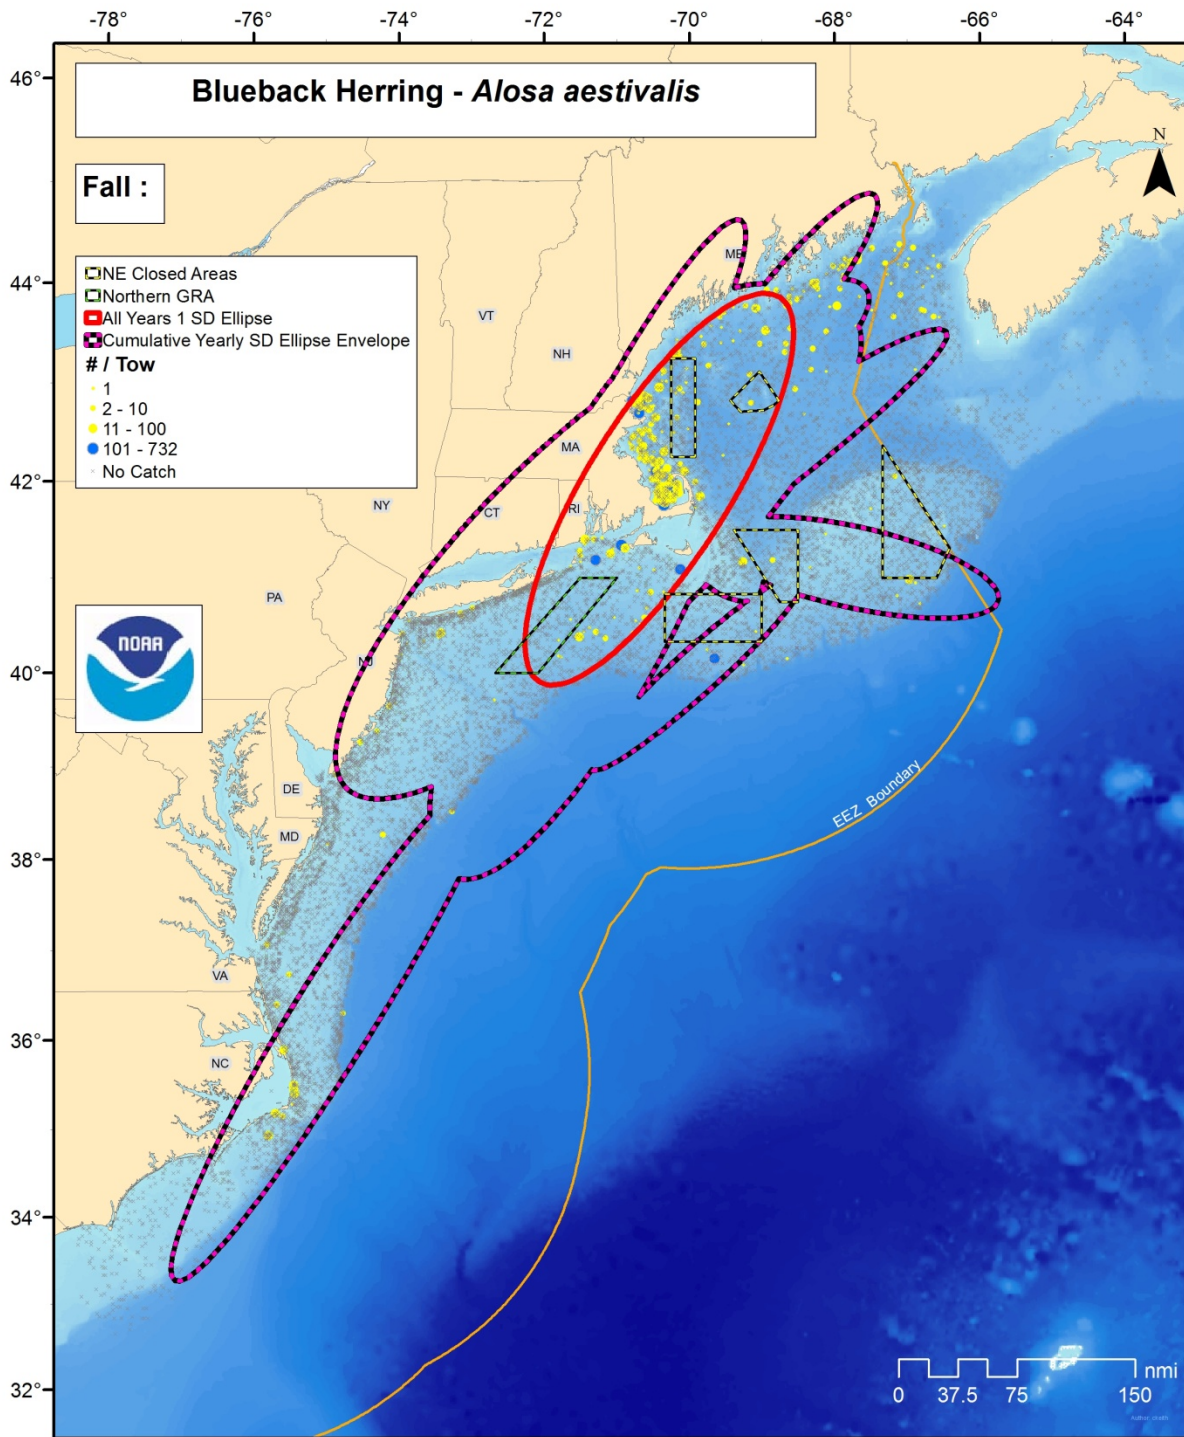 -78° -76° -74° -72° -70° -68° -66° -64°
46°
Blueback Herring - Alosa aestivalis
N
Fall :
44°
NE Closed Areas
Northern GRA
All Years 1 SD Ellipse
Cumulative Yearly SD Ellipse Envelope
# / Tow
1
2 - 10
11 - 100
101 - 732
No Catch
ME
VT
NH
MA
42°
NY
CT
RI
PA
NOAA
NJ
40°
DE
EEZ Boundary
MD
38°
VA
36°
NC
34°
32°
nmi
0 37.5 75 150